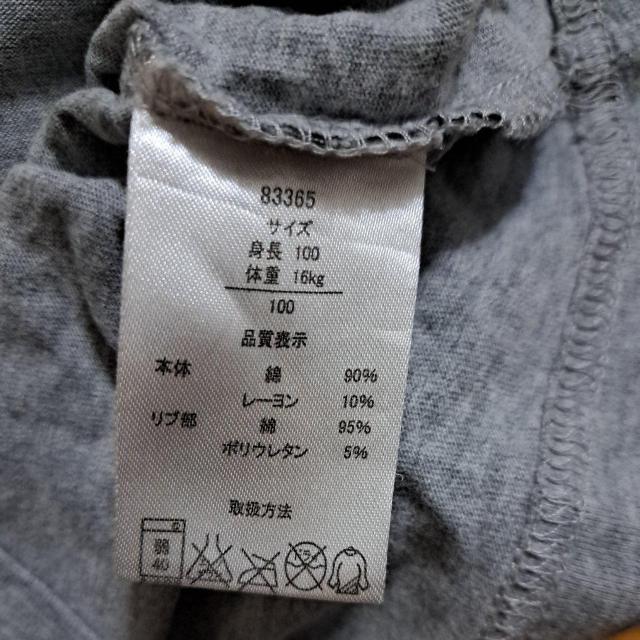 83365
サイズ
身長 100
体重 16kg
100
品質表示
本体 綿 90%
レーヨン 10%
リブ部 綿 95%
ポリウレタン 5%
取扱方法
弱
40